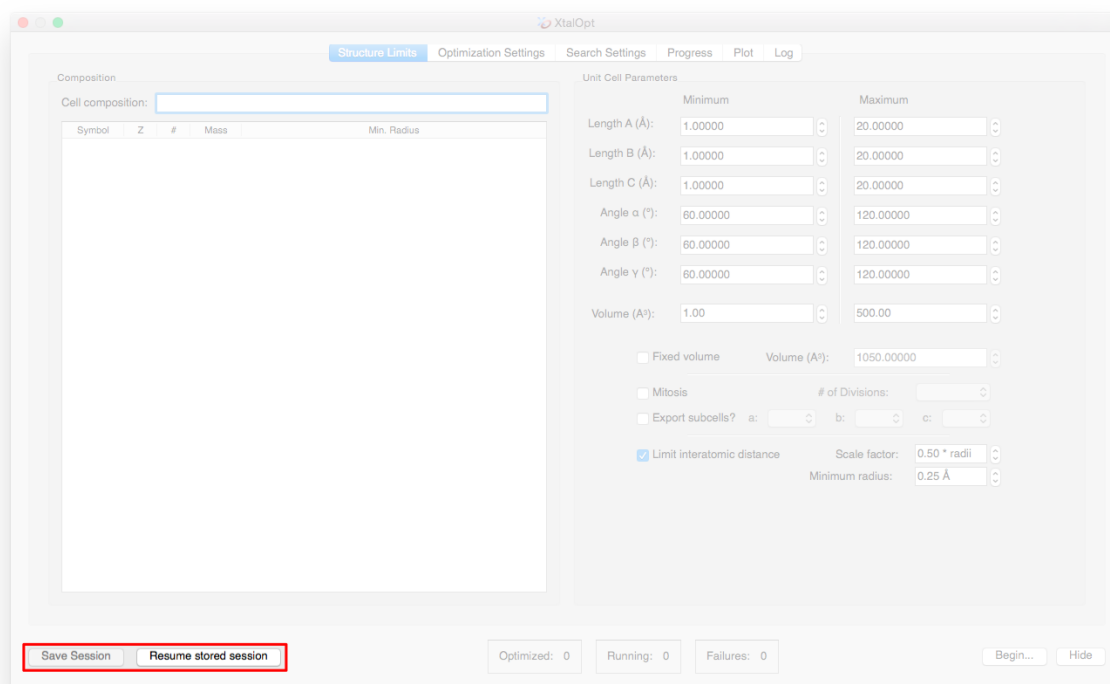 XtalOpt
Structure Limits Optimization Settings Search Settings Progress Plot Log
Composition
Cell composition:
Symbol Z # Mass Min. Radius
Unit Cell Parameters
Minimum Maximum
Length A (Å): 1.00000 20.00000
Length B (Å): 1.00000 20.00000
Length C (Å): 1.00000 20.00000
Angle α (°): 60.00000 120.00000
Angle β (°): 60.00000 120.00000
Angle γ (°): 60.00000 120.00000
Volume (A³): 1.00 500.00
Fixed volume Volume (A³): 1050.00000
Mitosis # of Divisions:
Export subcells? a: b: c:
Limit interatomic distance Scale factor: 0.50 * radii
Minimum radius: 0.25 Å
Save Session Resume stored session Optimized: 0 Running: 0 Failures: 0 Begin... Hide